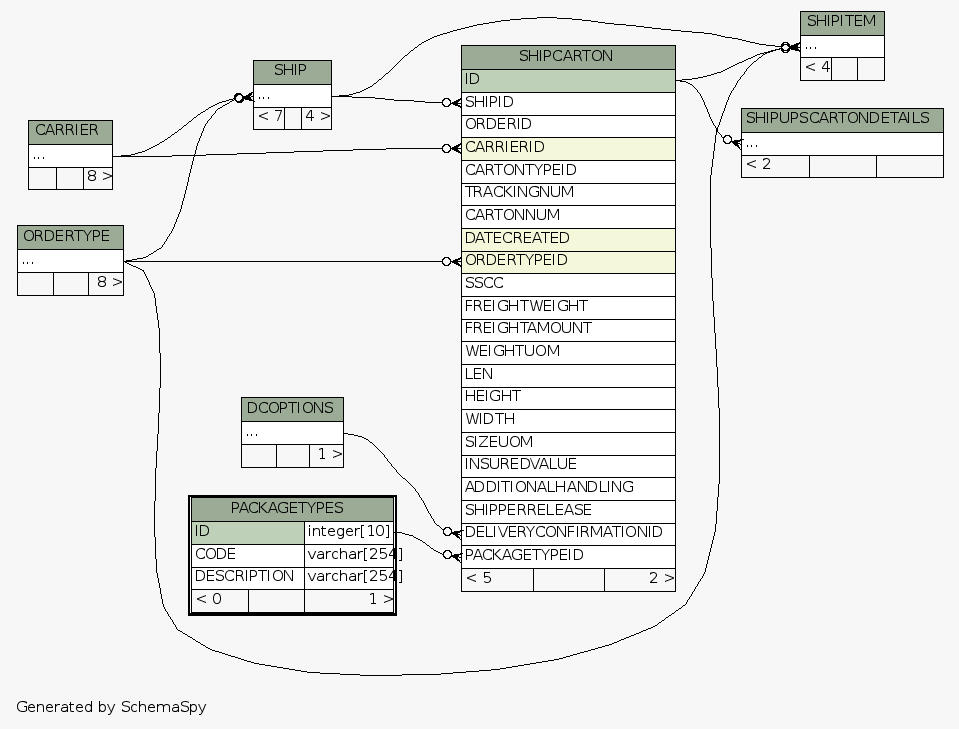 SHIPITEM
...
< 4
SHIP
...
< 7 4 >
SHIPCARTON
ID
SHIPID
ORDERID
CARRIERID
CARTONTYPEID
TRACKINGNUM
CARTONNUM
DATECREATED
ORDERTYPEID
SSCC
FREIGHTWEIGHT
FREIGHTAMOUNT
WEIGHTUOM
LEN
HEIGHT
WIDTH
SIZEUOM
INSUREDVALUE
ADDITIONALHANDLING
SHIPPERRELEASE
DELIVERYCONFIRMATIONID
PACKAGETYPEID
< 5 2 >
SHIPUPSCARTONDETAILS
...
< 2
CARRIER
...
8 >
ORDERTYPE
...
8 >
DCOPTIONS
...
1 >
PACKAGETYPES
ID integer[10]
CODE varchar[254]
DESCRIPTION varchar[254]
< 0 1 >
Generated by SchemaSpy